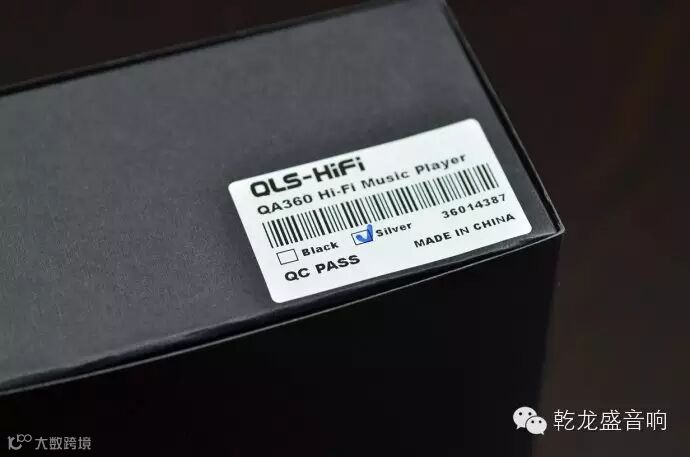 QLS-HiFi
QA360 Hi-Fi Music Player
36014387
Black Silver
MADE IN CHINA
QC PASS
乾龙盛音响
大数跨境